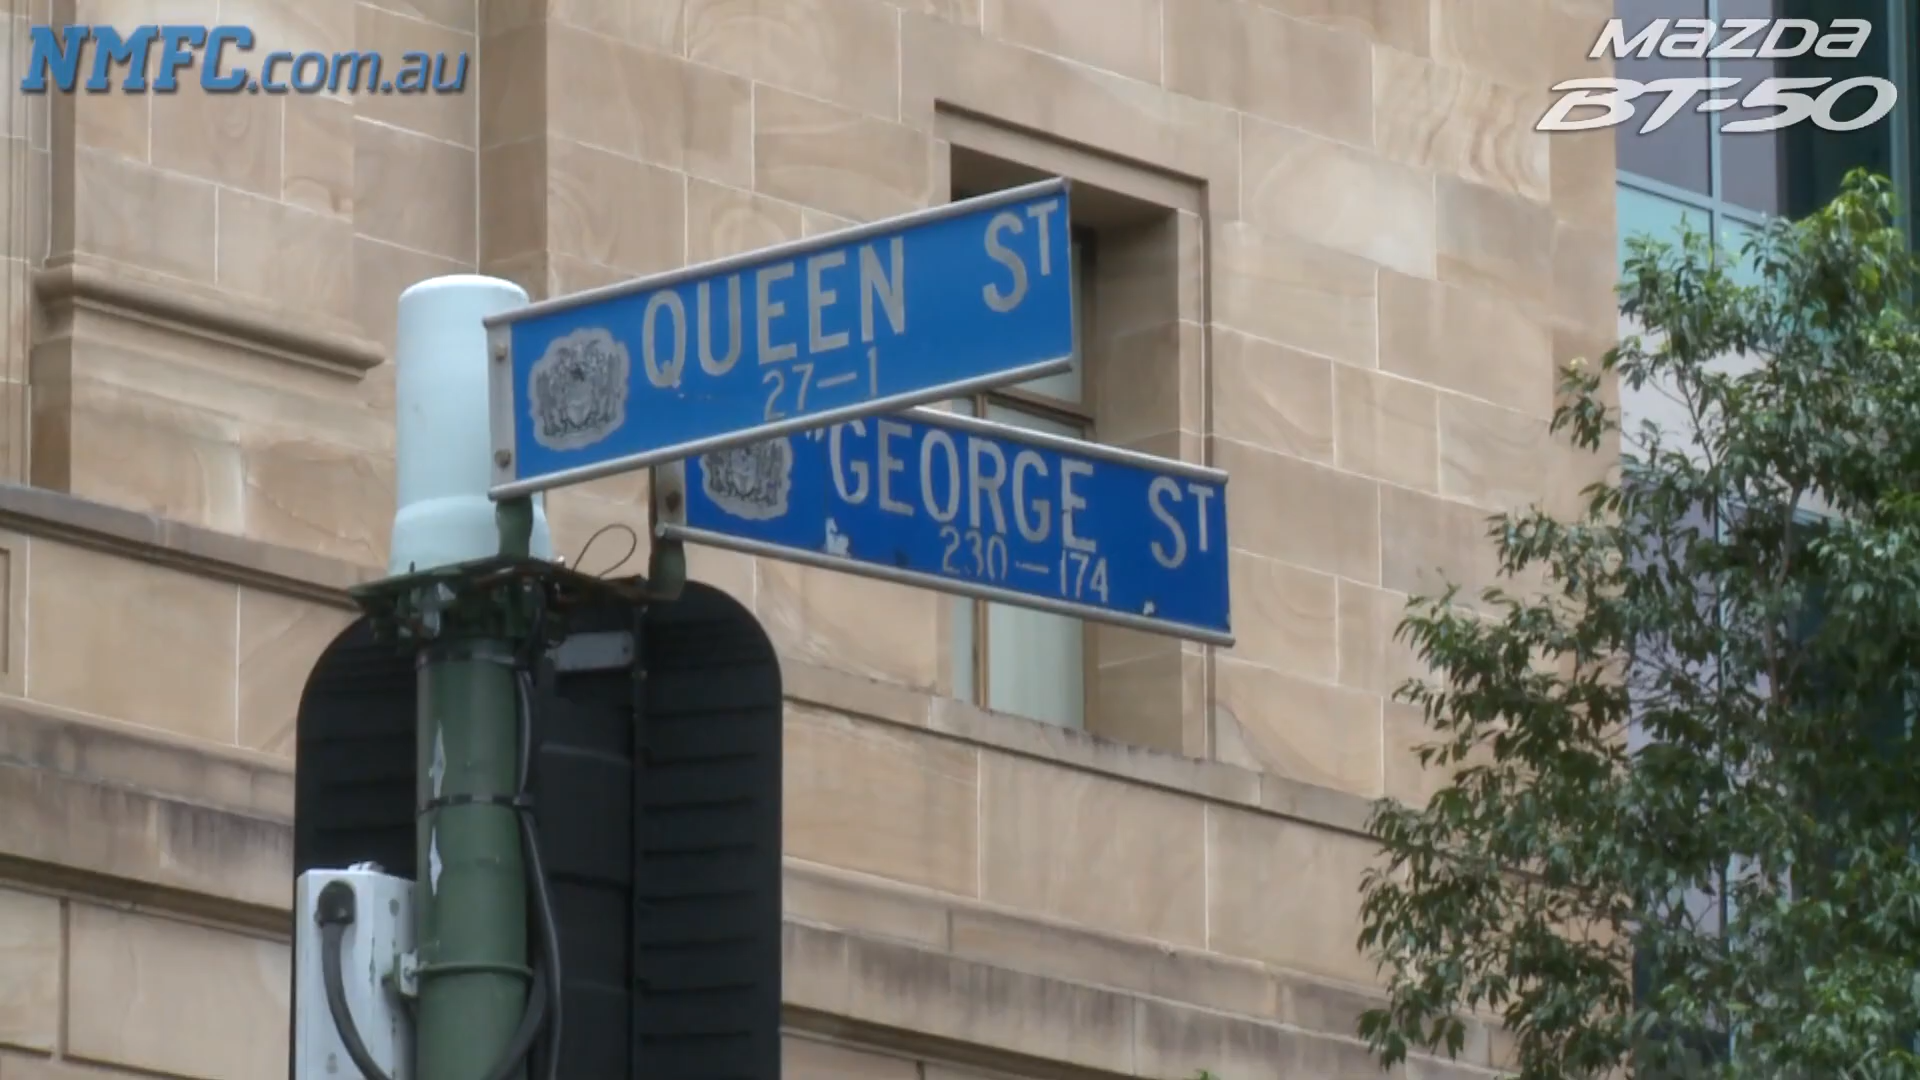 NMFC.com.au
mazda
BT-50
QUEEN ST
27—1
GEORGE ST
230—174